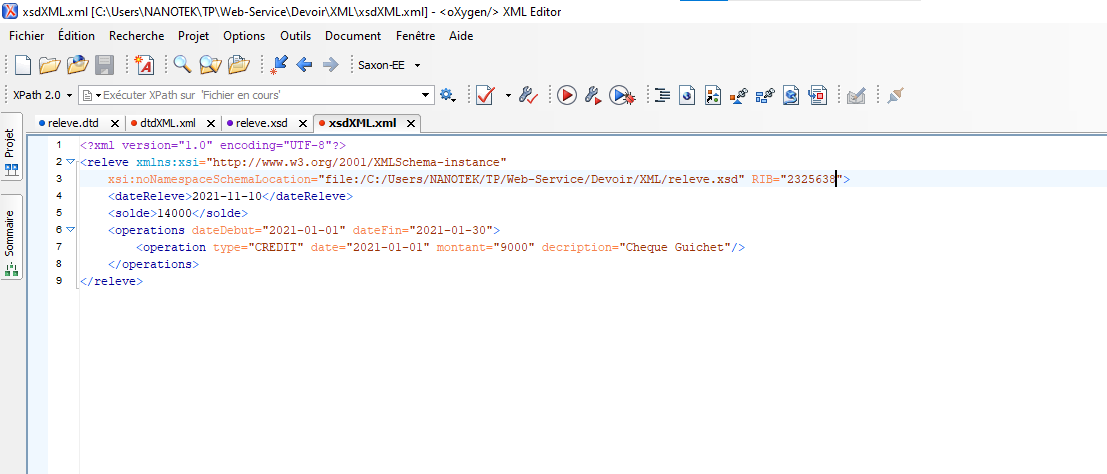 xsdXML.xml [C:\Users\NANOTEK\TP\Web-Service\Devoir\XML\xsdXML.xml] - <oXygen/> XML Editor
Fichier Édition Recherche Projet Options Outils Document Fenêtre Aide
Saxon-EE
XPath 2.0 Exécuter XPath sur 'Fichier en cours'
releve.dtd dtdXML.xml releve.xsd xsdXML.xml
Projet
Sommaire
1 <?xml version="1.0" encoding="UTF-8"?>
2 <releve xmlns:xsi="http://www.w3.org/2001/XMLSchema-instance"
3 xsi:noNamespaceSchemaLocation="file:/C:/Users/NANOTEK/TP/Web-Service/Devoir/XML/releve.xsd" RIB="2325638">
4 <dateReleve>2021-11-10</dateReleve>
5 <solde>14000</solde>
6 <operations dateDebut="2021-01-01" dateFin="2021-01-30">
7 <operation type="CREDIT" date="2021-01-01" montant="9000" decription="Cheque Guichet"/>
8 </operations>
9 </releve>